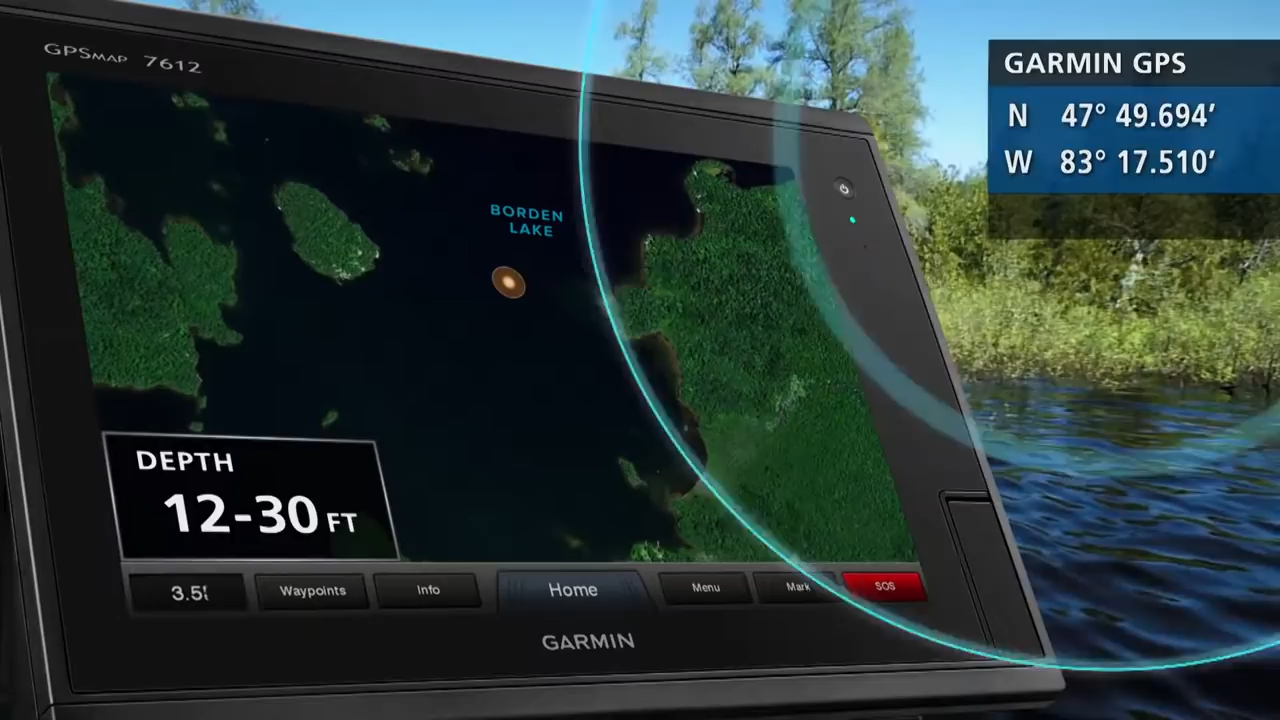 GPSMAP 7612
GARMIN GPS
N 47° 49.694’
W 83° 17.510’
BORDEN
LAKE
DEPTH
12-30 FT
Waypoints
Info
Home
Menu
Mark
SOS
GARMIN